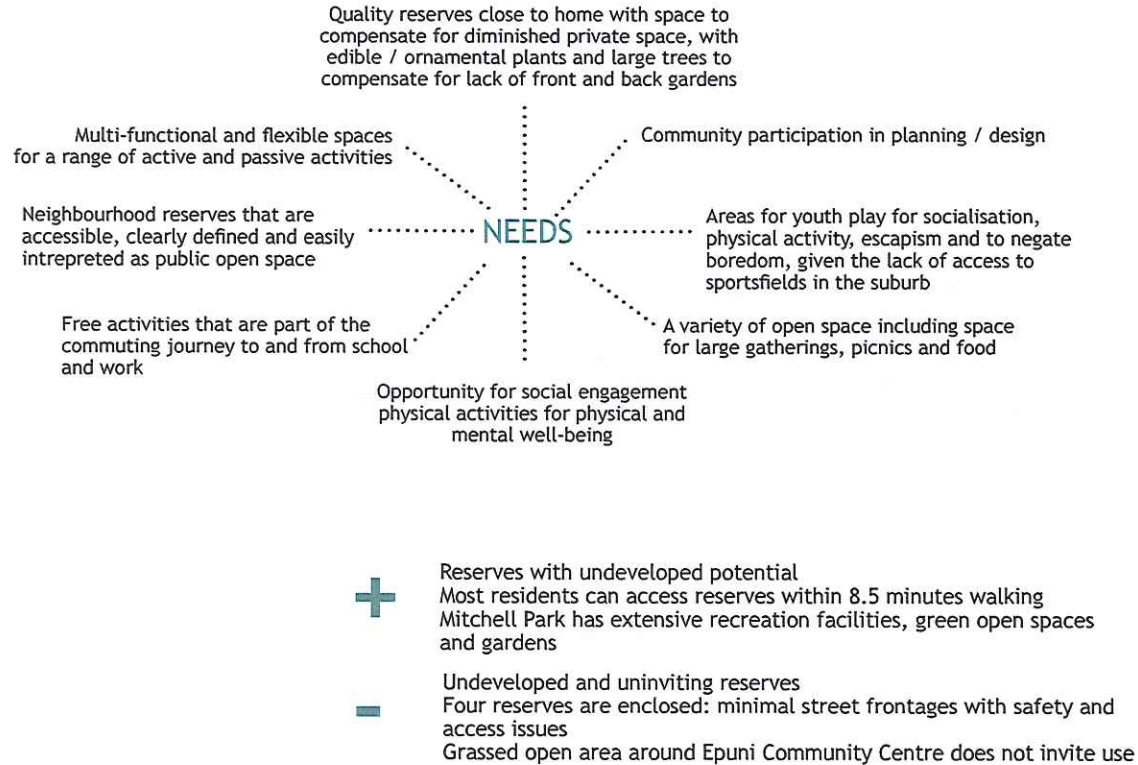 Quality reserves close to home with space to
compensate for diminished private space, with
edible / ornamental plants and large trees to
compensate for lack of front and back gardens
Multi-functional and flexible spaces
for a range of active and passive activities
Community participation in planning / design
Neighbourhood reserves that are
accessible, clearly defined and easily
intrepreted as public open space
NEEDS
Areas for youth play for socialisation,
physical activity, escapism and to negate
boredom, given the lack of access to
sportsfields in the suburb
Free activities that are part of the
commuting journey to and from school
and work
A variety of open space including space
for large gatherings, picnics and food
Opportunity for social engagement
physical activities for physical and
mental well-being
+
Reserves with undeveloped potential
Most residents can access reserves within 8.5 minutes walking
Mitchell Park has extensive recreation facilities, green open spaces
and gardens
-
Undeveloped and uninviting reserves
Four reserves are enclosed: minimal street frontages with safety and
access issues
Grassed open area around Epuni Community Centre does not invite use